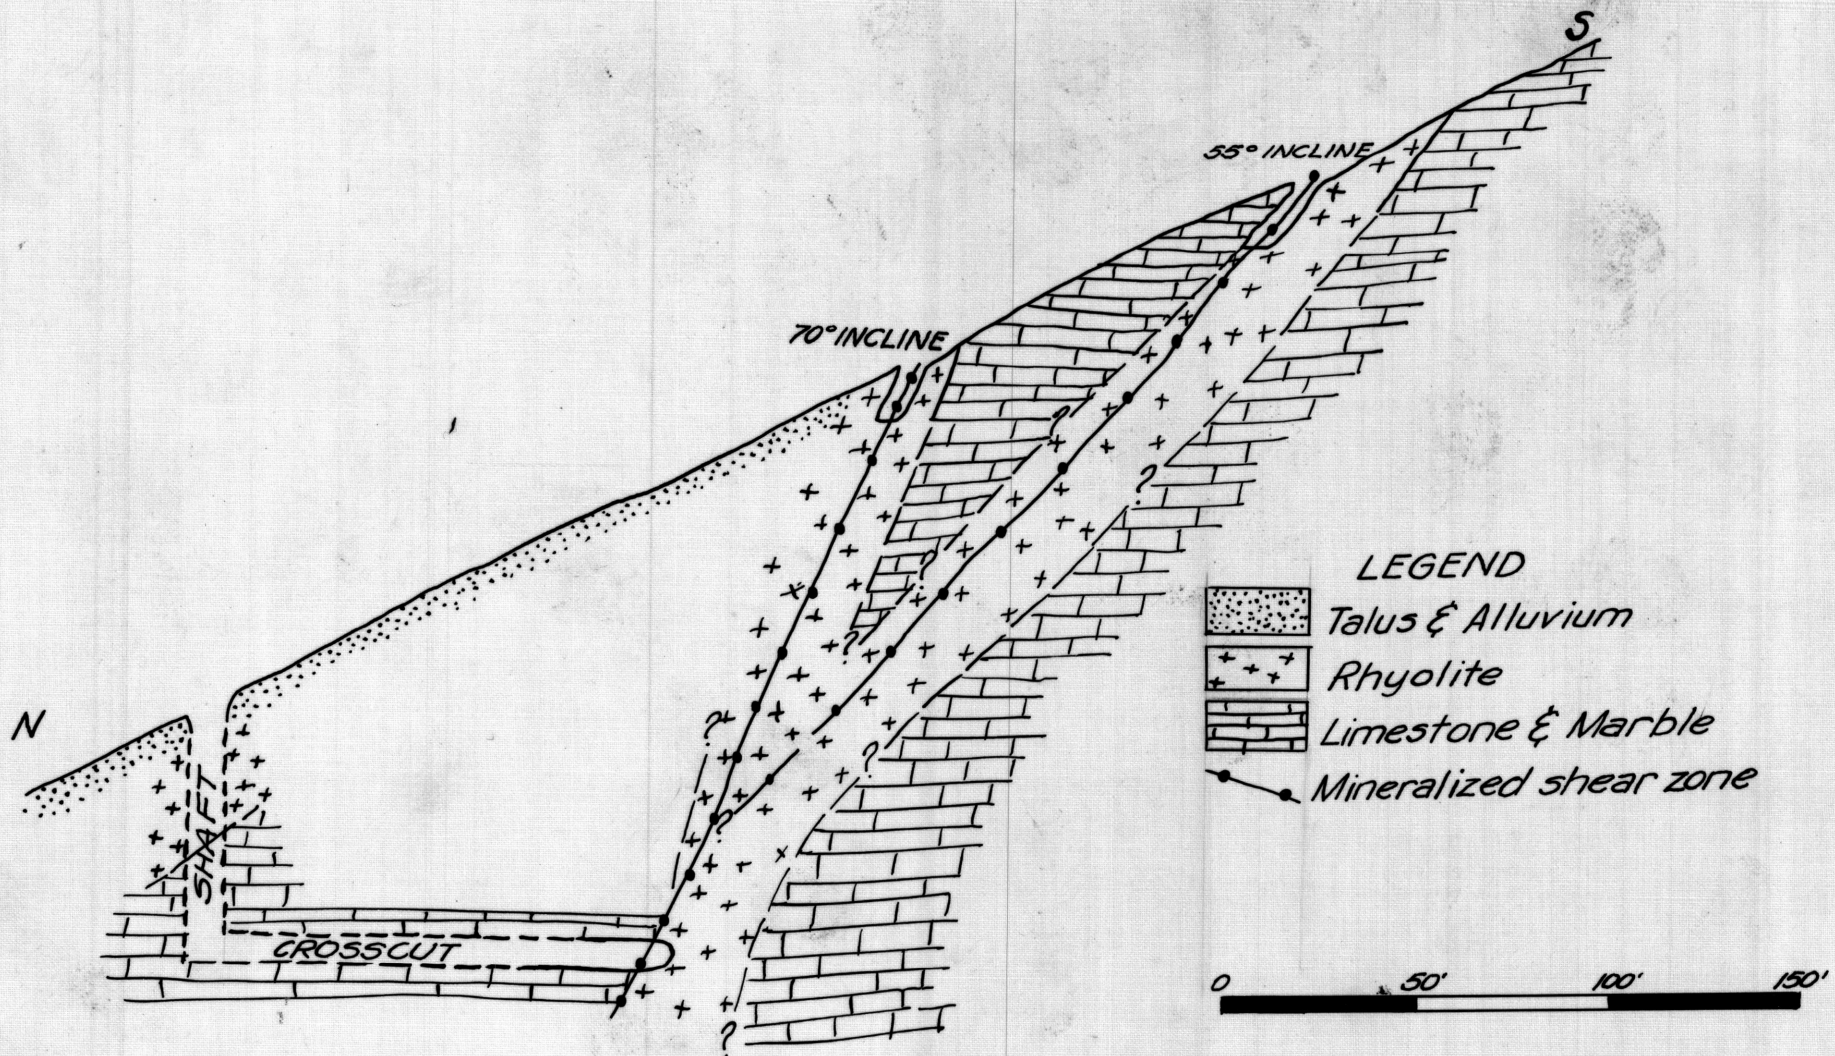 S
55° INCLINE
70° INCLINE
?
?
?
?
LEGEND
Talus & Alluvium
Rhyolite
?
N
Limestone & Marble
?
Mineralized shear zone
?
SHAFT
CROSSCUT
0 50' 100' 150'
?